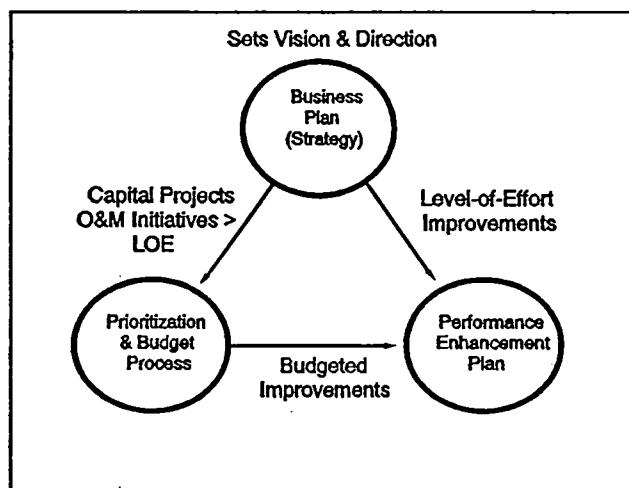 Sets Vision & Direction
Business
Plan
(Strategy)
Capital Projects
O&M Initiatives >
LOE
Level-of-Effort
Improvements
Prioritization
& Budget
Process
Budgeted
Improvements
Performance
Enhancement
Plan